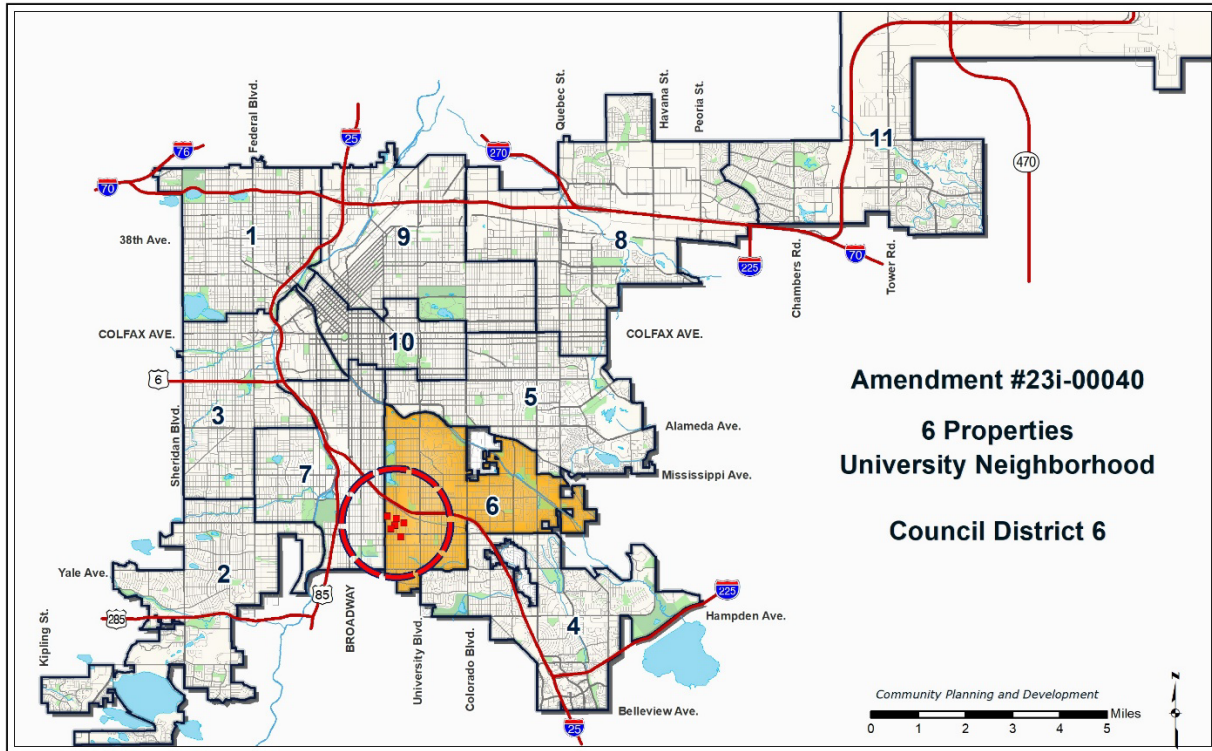 Federal Blvd.
Quebec St.
Havana St.
Peoria St.
76
25
270
70
11
470
38th Ave.
1
9
8
225
70
Chambers Rd.
Tower Rd.
COLFAX AVE.
COLFAX AVE.
10
6
Amendment #23i-00040
6 Properties
University Neighborhood
Council District 6
3
5
Sheridan Blvd.
Alameda Ave.
7
Mississippi Ave.
6
2
Yale Ave.
85
285
BROADWAY
University Blvd.
Colorado Blvd.
4
225
Hampden Ave.
Kipling St.
Belleview Ave.
25
Community Planning and Development
0 1 2 3 4 5 Miles
N